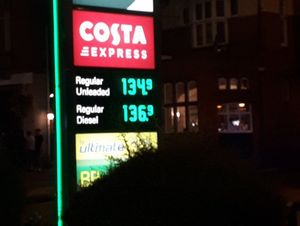 COSTA
EXPRESS
Regular
Unleaded 134.9
Regular
Diesel 136.9
ultimate